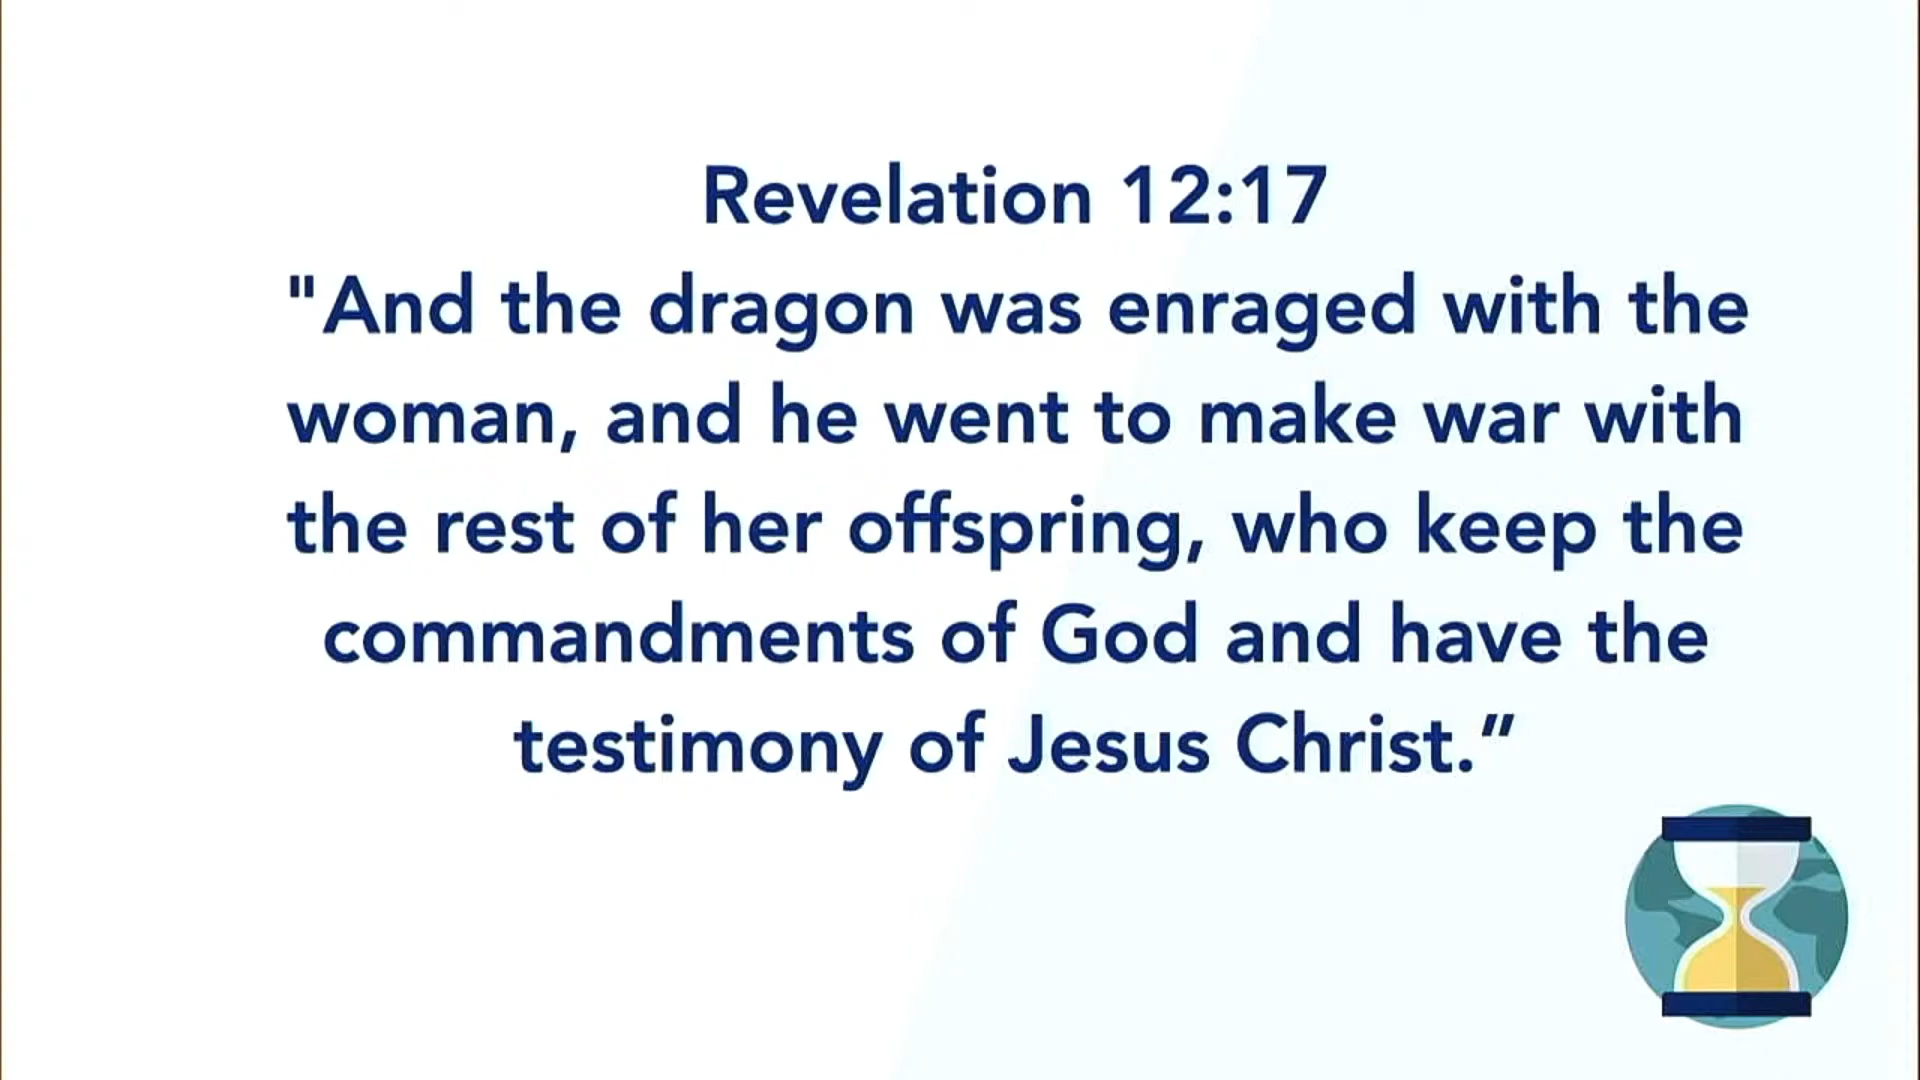 Revelation 12:17
"And the dragon was enraged with the
woman, and he went to make war with
the rest of her offspring, who keep the
commandments of God and have the
testimony of Jesus Christ.”